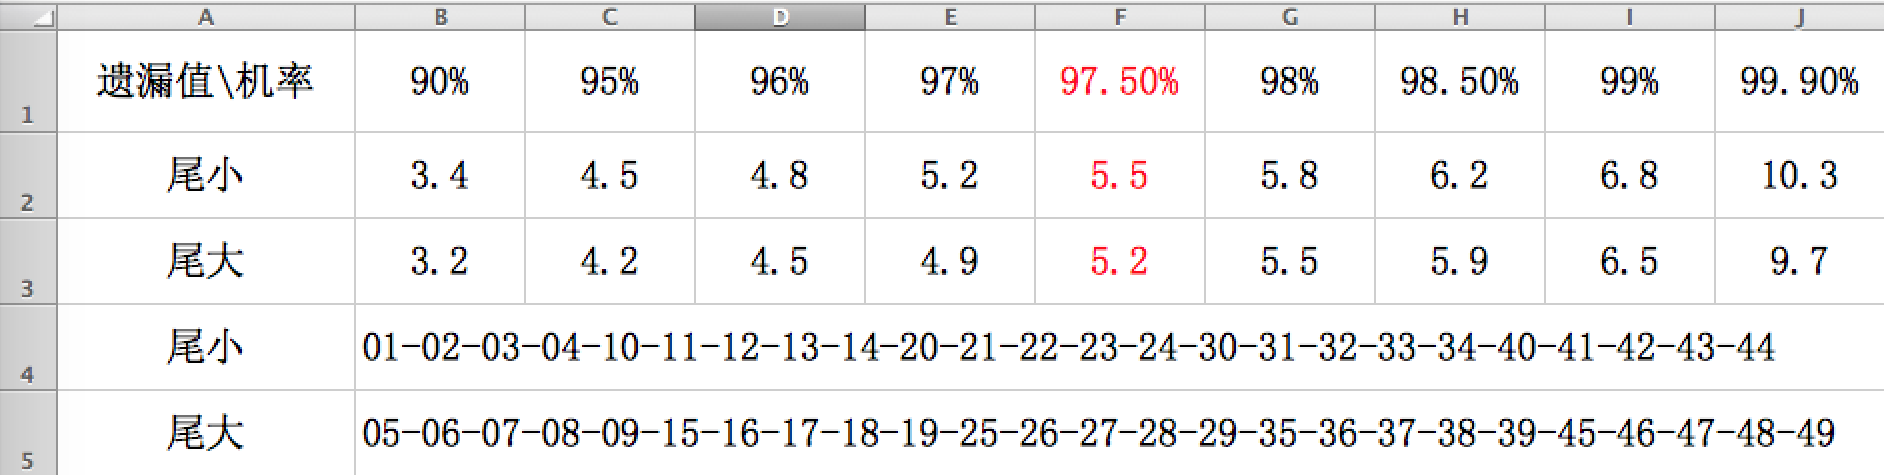 A B C D E F G H I J
1 遗漏值\机率 90% 95% 96% 97% 97.50% 98% 98.50% 99% 99.90%
2 尾小 3.4 4.5 4.8 5.2 5.5 5.8 6.2 6.8 10.3
3 尾大 3.2 4.2 4.5 4.9 5.2 5.5 5.9 6.5 9.7
4 尾小 01-02-03-04-10-11-12-13-14-20-21-22-23-24-30-31-32-33-34-40-41-42-43-44
5 尾大 05-06-07-08-09-15-16-17-18-19-25-26-27-28-29-35-36-37-38-39-45-46-47-48-49